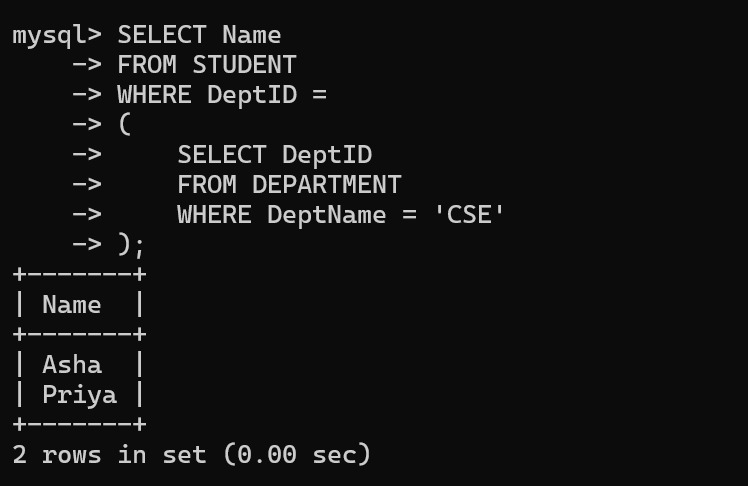 mysql> SELECT Name
    -> FROM STUDENT
    -> WHERE DeptID =
    -> (
    ->     SELECT DeptID
    ->     FROM DEPARTMENT
    ->     WHERE DeptName = 'CSE'
    -> );
+-------+
| Name  |
+-------+
| Asha  |
| Priya |
+-------+
2 rows in set (0.00 sec)